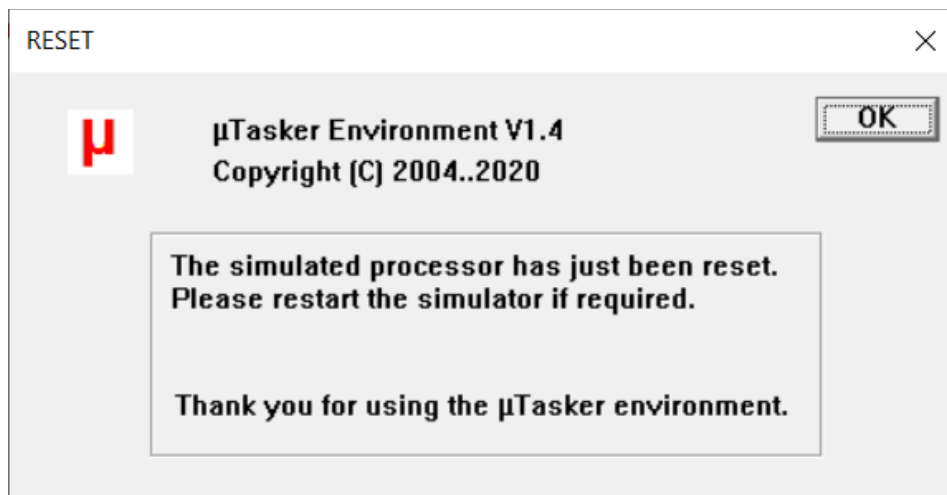 RESET
µ
µTasker Environment V1.4
OK
Copyright (C) 2004..2020
The simulated processor has just been reset.
Please restart the simulator if required.
Thank you for using the µTasker environment.